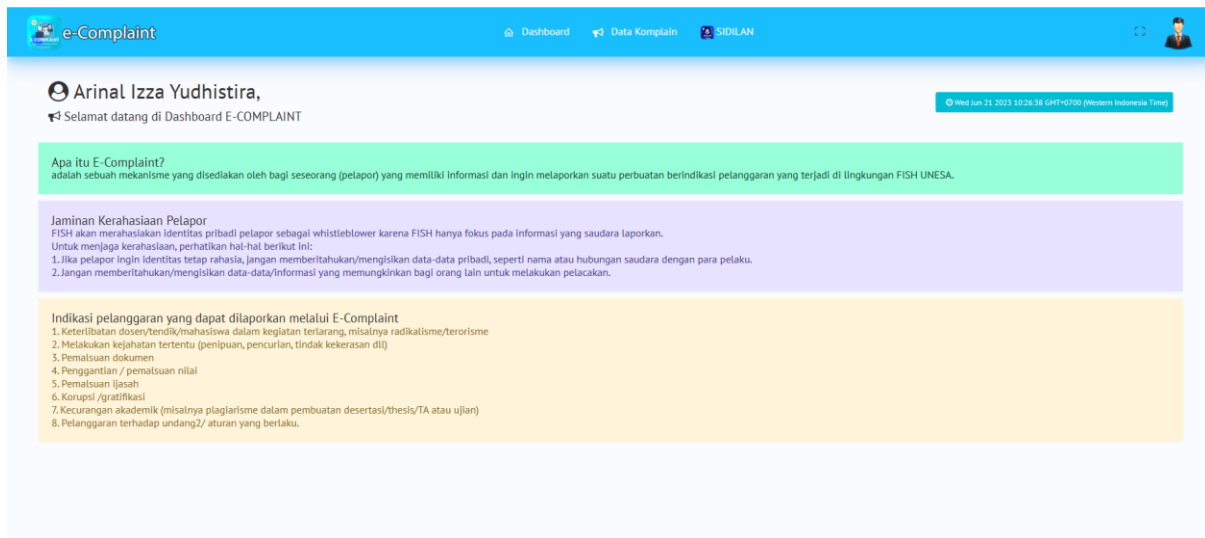 e-Complaint
Dashboard
Data Komplain
SIDILAN
Arinal Izza Yudhistira,
Selamat datang di Dashboard E-COMPLAINT
Wed Jun 21 2023 10:26:38 GMT+0700 (Western Indonesia Time)
Apa itu E-Complaint?
adalah sebuah mekanisme yang disediakan oleh bagi seseorang (pelapor) yang memiliki informasi dan ingin melaporkan suatu perbuatan berindikasi pelanggaran yang terjadi di lingkungan FISH UNESA.
Jaminan Kerahasiaan Pelapor
FISH akan merahasiakan identitas pribadi pelapor sebagai whistleblower karena FISH hanya fokus pada informasi yang saudara laporkan.
Untuk menjaga kerahasiaan, perhatikan hal-hal berikut ini:
1. Jika pelapor ingin identitas tetap rahasia, jangan memberitahukan/mengisikan data-data pribadi, seperti nama atau hubungan saudara dengan para pelaku.
2. Jangan memberitahukan/mengisikan data-data/informasi yang memungkinkan bagi orang lain untuk melakukan pelacakan.
Indikasi pelanggaran yang dapat dilaporkan melalui E-Complaint
1. Keterlibatan dosen/tendik/mahasiswa dalam kegiatan terlarang, misalnya radikalisme/terorisme
2. Melakukan kejahatan tertentu (penipuan, pencurian, tindak kekerasan dll)
3. Pemalsuan dokumen
4. Penggantian / pemalsuan nilai
5. Pemalsuan ijasah
6. Korupsi /gratifikasi
7. Kecurangan akademik (misalnya plagiarisme dalam pembuatan desertasi/thesis/TA atau ujian)
8. Pelanggaran terhadap undang2/ aturan yang berlaku.